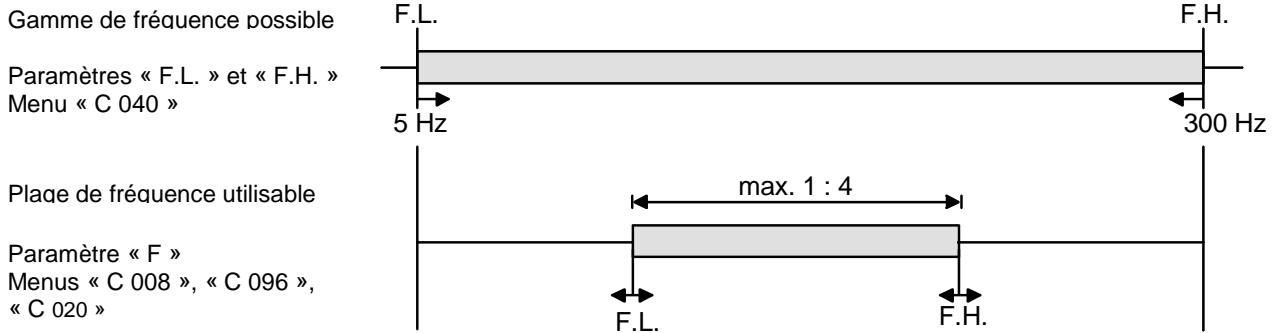 Gamme de fréquence possible
F.L.
F.H.
Paramètres « F.L. » et « F.H. »
Menu « C 040 »
5 Hz
300 Hz
Plage de fréquence utilisable
max. 1 : 4
Paramètre « F »
Menus « C 008 », « C 096 »,
« C 020 »
F.L.
F.H.